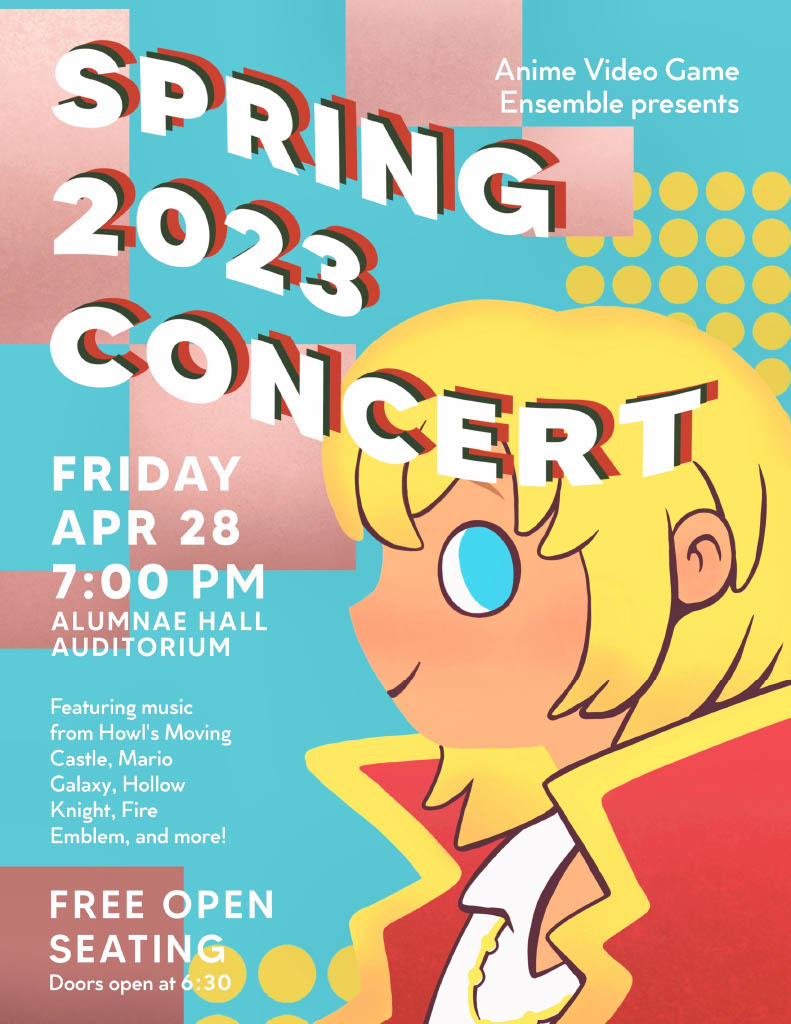 Anime Video Game
Ensemble presents
SPRING
2023
CONCERT
FRIDAY
APR 28
7:00 PM
ALUMNAE HALL
AUDITORIUM
Featuring music
from Howl's Moving
Castle, Mario
Galaxy, Hollow
Knight, Fire
Emblem, and more!
FREE OPEN
SEATING
Doors open at 6:30